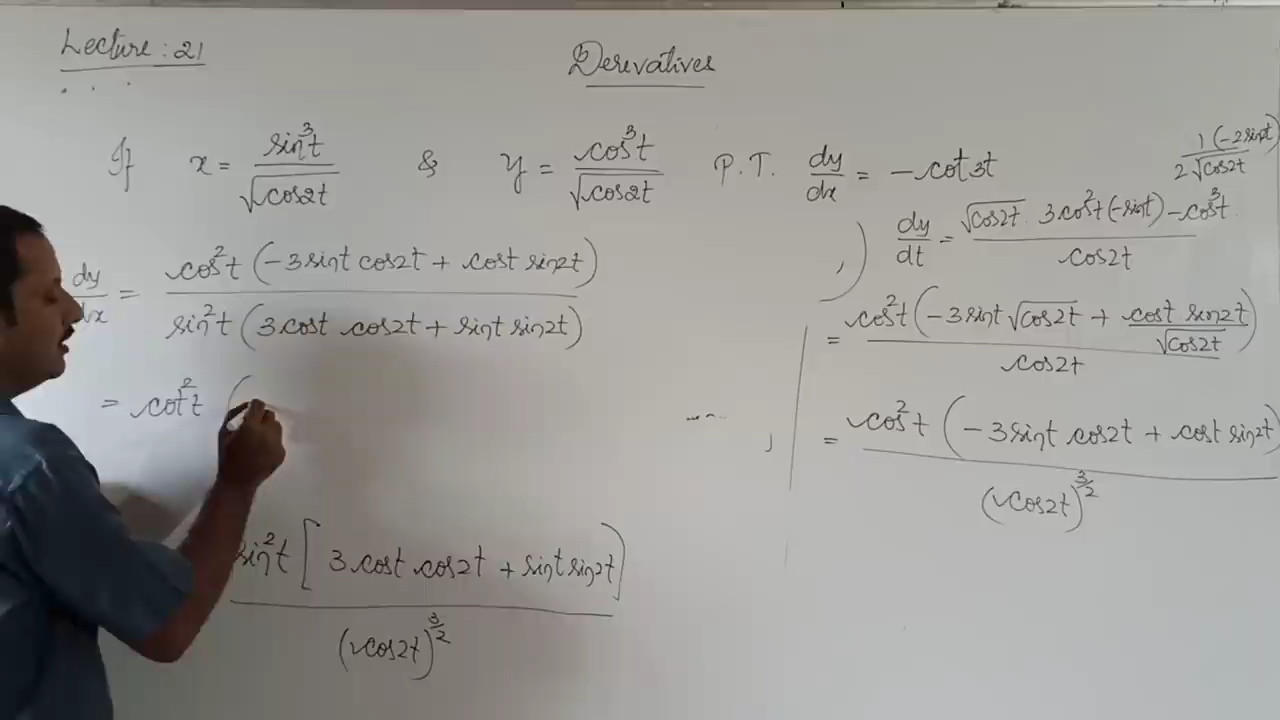 Lecture : 21
Derevatives
If x = sin³t / √cos2t & y = cos³t / √cos2t P.T. dy/dx = -cot3t
1(-2sin2t) / 2√cos2t
dy/dt = √cos2t 3cos²t(-sint) - cos³t / cos2t
dy/dx = cos²t (-3sint cos2t + cost sin2t) / sin²t (3cost cos2t + sint sin2t)
= cos²t (-3sint √cos2t + cost sin2t / √cos2t) / cos2t
= cot²t (
= cos²t (-3sint cos2t + cost sin2t / (cos2t)^3/2
sin²t [ 3cost cos2t + sint sin2t ] / (cos2t)^3/2